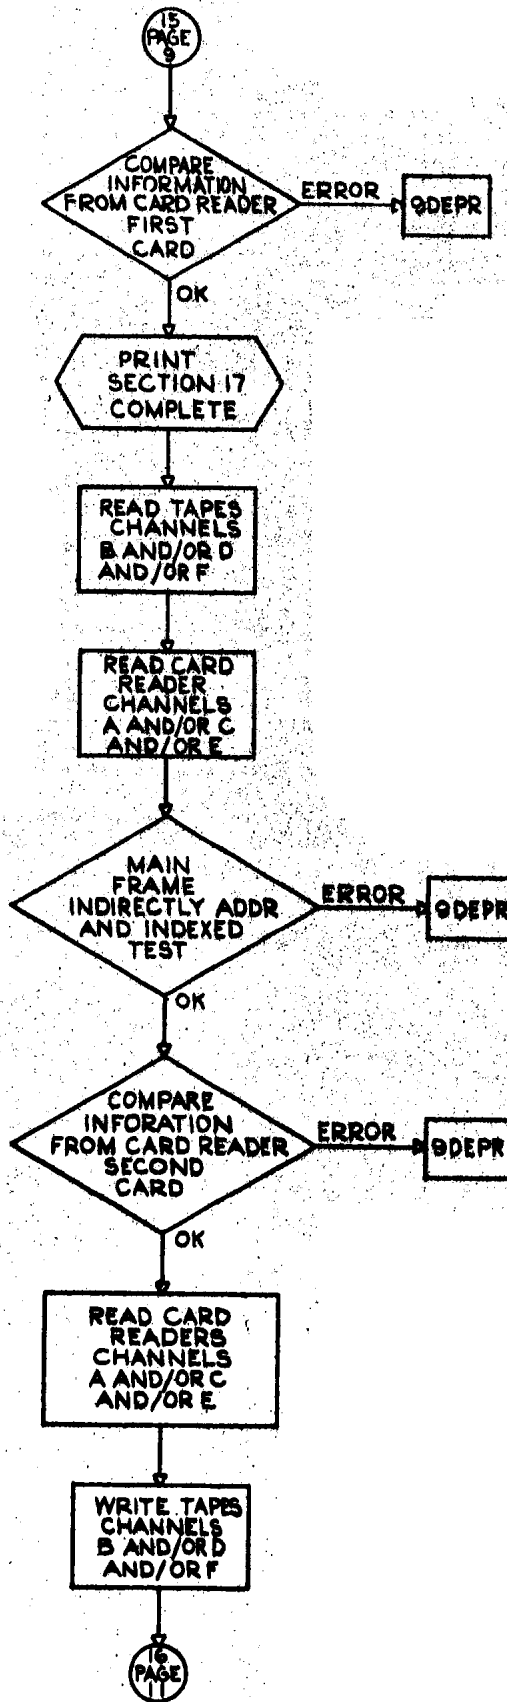 15
PAGE
9
COMPARE
INFORMATION
FROM CARD READER
FIRST
CARD
ERROR
9DEPR
OK
PRINT
SECTION 17
COMPLETE
READ TAPES
CHANNELS
B AND/OR D
AND/OR F
READ CARD
READER
CHANNELS
A AND/OR C
AND/OR E
MAIN
FRAME
INDIRECTLY ADDR
AND INDEXED
TEST
ERROR
9DEPR
OK
COMPARE
INFORATION
FROM CARD READER
SECOND
CARD
ERROR
9DEPR
OK
READ CARD
READERS
CHANNELS
A AND/OR C
AND/OR E
WRITE TAPES
CHANNELS
B AND/OR D
AND/OR F
16
PAGE
11